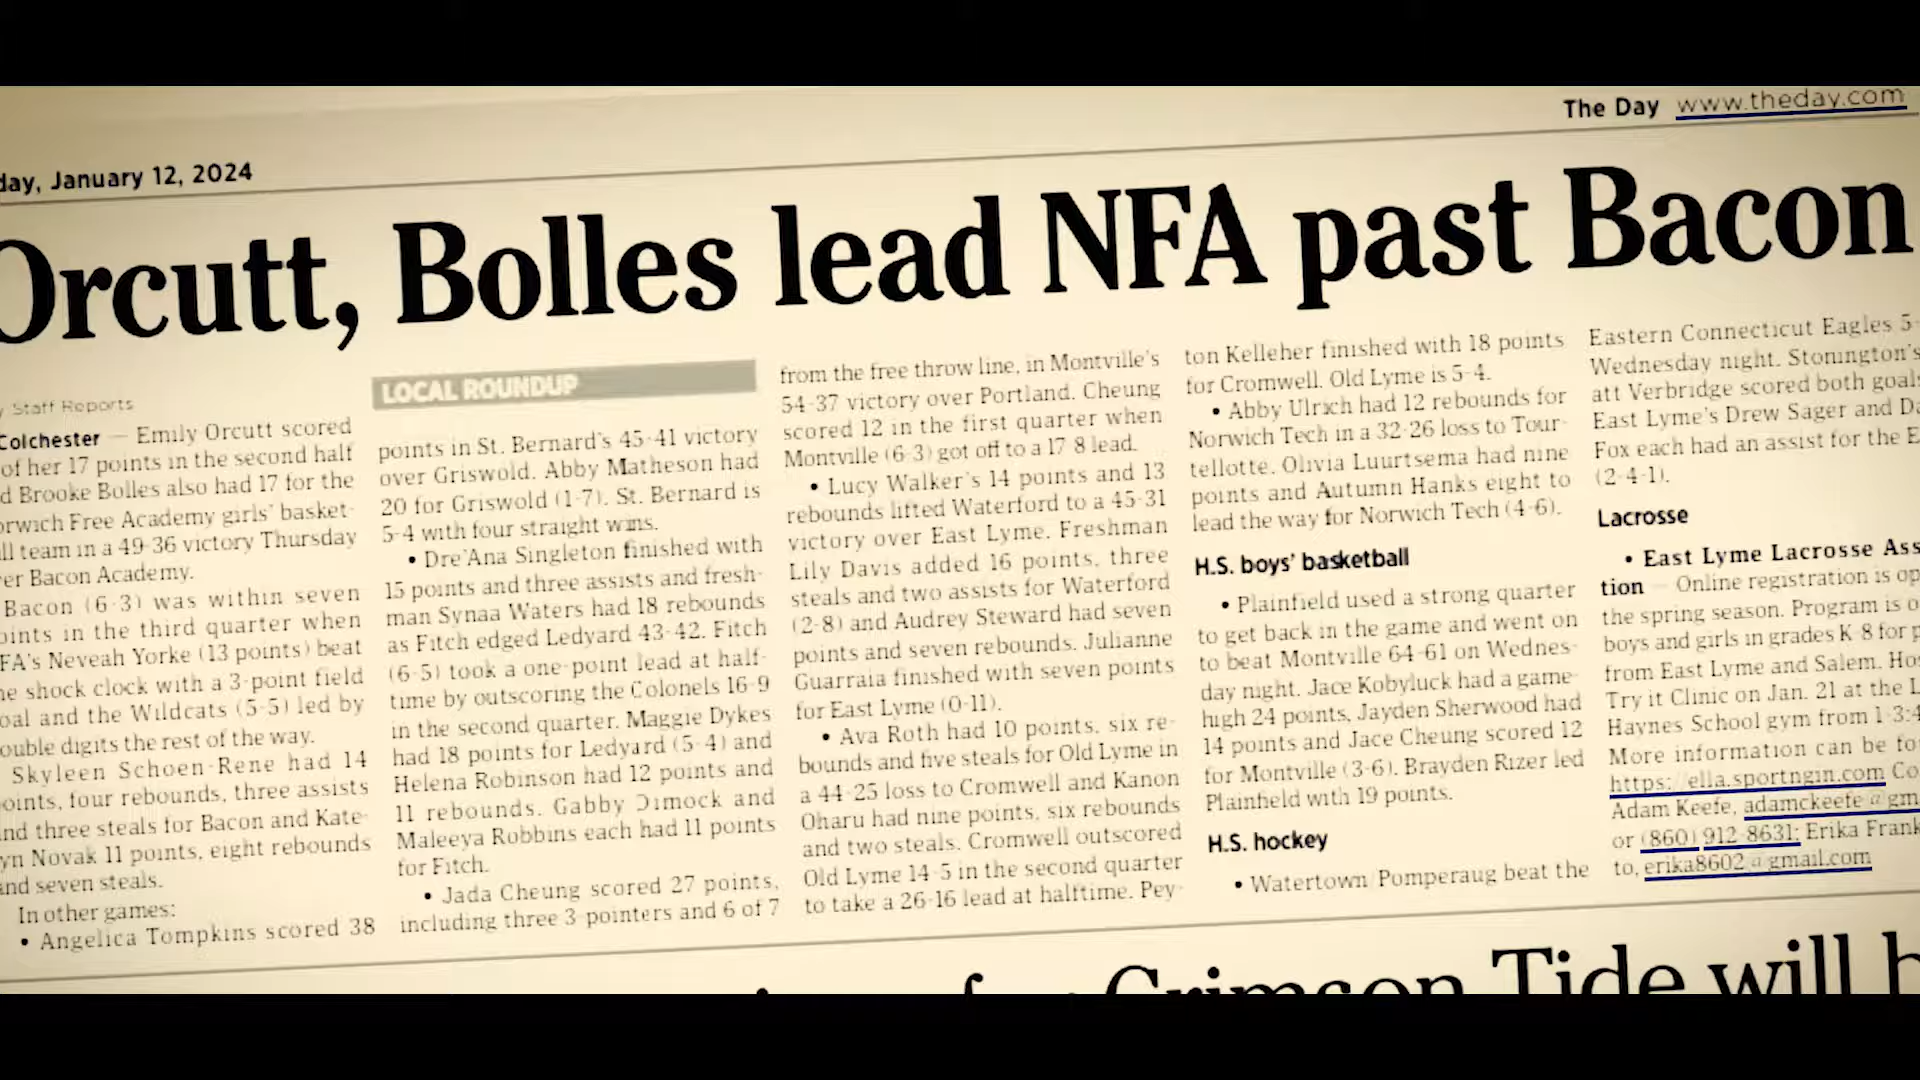 The Day www.theday.com
day, January 12, 2024
Orcutt, Bolles lead NFA past Bacon
Staff Reports
Colchester — Emily Orcutt scored
of her 17 points in the second half
d Brooke Bolles also had 17 for the
orwich Free Academy girls' basket-
ll team in a 49-36 victory Thursday
er Bacon Academy.
Bacon (6-3) was within seven
oints in the third quarter when
FA's Neveah Yorke (13 points) beat
he shock clock with a 3-point field
oal and the Wildcats (5-5) led by
ouble digits the rest of the way.
Skyleen Schoen-Rene had 14
oints, four rebounds, three assists
and three steals for Bacon and Kate-
yn Novak 11 points, eight rebounds
and seven steals.
In other games:
• Angelica Tompkins scored 38
LOCAL ROUNDUP
points in St. Bernard's 45-41 victory
over Griswold. Abby Matheson had
20 for Griswold (1-7). St. Bernard is
5-4 with four straight wins.
• Dre'Ana Singleton finished with
15 points and three assists and fresh-
man Synaa Waters had 18 rebounds
as Fitch edged Ledyard 43-42. Fitch
(6-5) took a one-point lead at half-
time by outscoring the Colonels 16-9
in the second quarter. Maggie Dykes
had 18 points for Ledyard (5-4) and
Helena Robinson had 12 points and
11 rebounds. Gabby Dimock and
Maleeya Robbins each had 11 points
for Fitch.
• Jada Cheung scored 27 points,
including three 3-pointers and 6 of 7
from the free throw line, in Montville's
54-37 victory over Portland. Cheung
scored 12 in the first quarter when
Montville (6-3) got off to a 17-8 lead.
• Lucy Walker's 14 points and 13
rebounds lifted Waterford to a 45-31
victory over East Lyme. Freshman
Lily Davis added 16 points, three
steals and two assists for Waterford
(2-8) and Audrey Steward had seven
points and seven rebounds. Julianne
Guarraia finished with seven points
for East Lyme (0-11).
• Ava Roth had 10 points, six re-
bounds and five steals for Old Lyme in
a 44-25 loss to Cromwell and Kanon
Oharu had nine points, six rebounds
and two steals. Cromwell outscored
Old Lyme 14-5 in the second quarter
to take a 26-16 lead at halftime. Pey-
ton Kelleher finished with 18 points
for Cromwell. Old Lyme is 5-4.
• Abby Ulrich had 12 rebounds for
Norwich Tech in a 32-26 loss to Tour-
tellotte. Olivia Luurtsema had nine
points and Autumn Hanks eight to
lead the way for Norwich Tech (4-6).
H.S. boys' basketball
• Plainfield used a strong quarter
to get back in the game and went on
to beat Montville 64-61 on Wednes-
day night. Jace Kobyluck had a game-
high 24 points, Jayden Sherwood had
14 points and Jace Cheung scored 12
for Montville (3-6). Brayden Rizer led
Plainfield with 19 points.
H.S. hockey
• Watertown/Pomperaug beat the
Eastern Connecticut Eagles 5-
Wednesday night. Stonington's
att Verbridge scored both goals
East Lyme's Drew Sager and Da
Fox each had an assist for the E
(2-4-1).
Lacrosse
• East Lyme Lacrosse Ass
tion — Online registration is op
the spring season. Program is o
boys and girls in grades K-8 for p
from East Lyme and Salem. Hos
Try it Clinic on Jan. 21 at the L
Haynes School gym from 1-3:4
More information can be fo
https: ella.sportngin.com Co
Adam Keefe, adamckeefe@gm
or (860) 912-8631; Erika Frank
to, erika8602@gmail.com
Crimson Tide will b